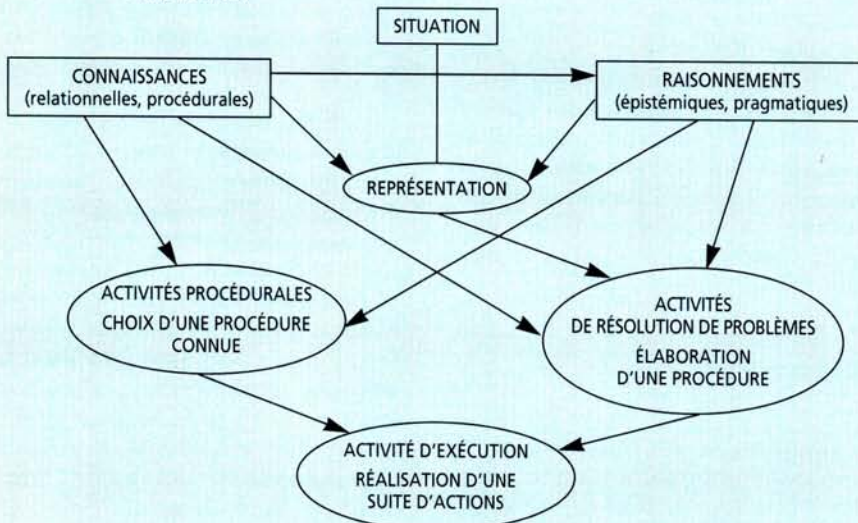 SITUATION
CONNAISSANCES
(relationnelles, procédurales)
RAISONNEMENTS
(épistémiques, pragmatiques)
REPRÉSENTATION
ACTIVITÉS PROCÉDURALES
CHOIX D'UNE PROCÉDURE
CONNUE
ACTIVITÉS
DE RÉSOLUTION DE PROBLÈMES
ÉLABORATION
D'UNE PROCÉDURE
ACTIVITÉ D'EXÉCUTION
RÉALISATION D'UNE
SUITE D'ACTIONS